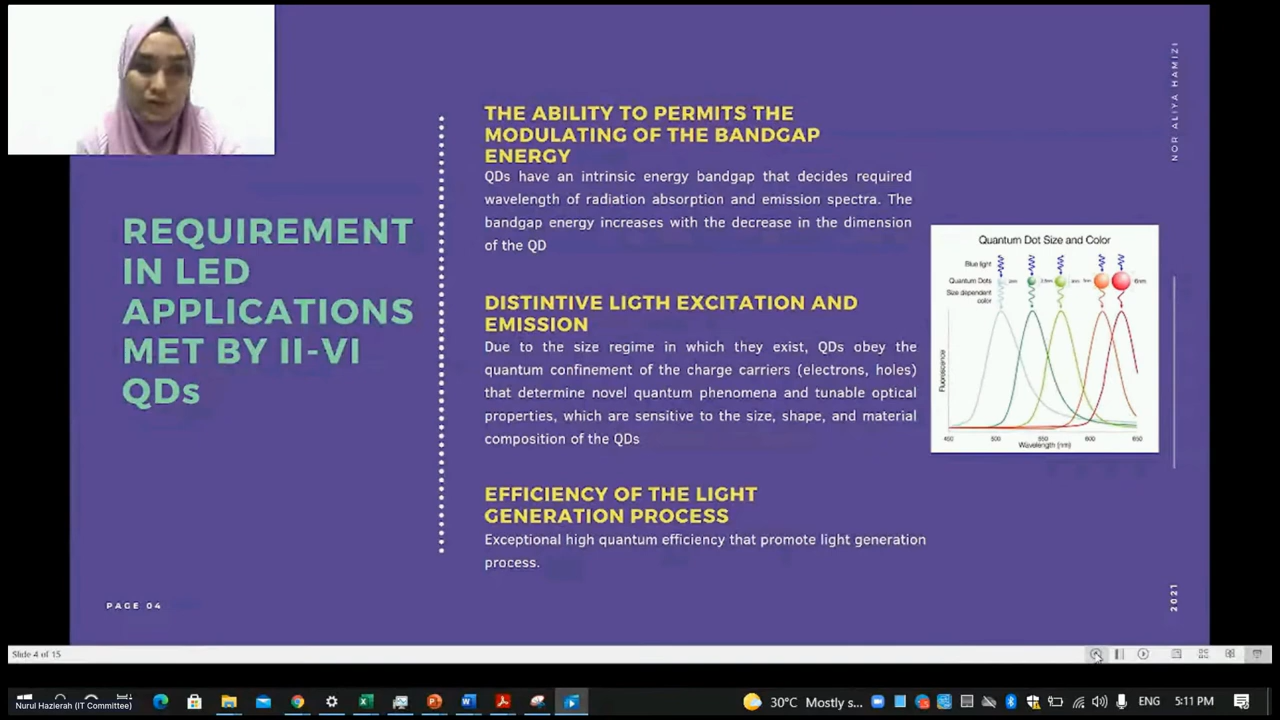 NOR ALIYA HAMIZI
REQUIREMENT
IN LED
APPLICATIONS
MET BY II-VI
QDs
THE ABILITY TO PERMITS THE
MODULATING OF THE BANDGAP
ENERGY
QDs have an intrinsic energy bandgap that decides required
wavelength of radiation absorption and emission spectra. The
bandgap energy increases with the decrease in the dimension
of the QD
DISTINTIVE LIGTH EXCITATION AND
EMISSION
Due to the size regime in which they exist, QDs obey the
quantum confinement of the charge carriers (electrons, holes)
that determine novel quantum phenomena and tunable optical
properties, which are sensitive to the size, shape, and material
composition of the QDs
EFFICIENCY OF THE LIGHT
GENERATION PROCESS
Exceptional high quantum efficiency that promote light generation
process.
Quantum Dot Size and Color
Blue light
Quantum Dots
Size dependent
color
Fluorescence
450 500 550 600 650
Wavelength (nm)
PAGE 04
2021
Slide 4 of 15
Nurul Hazierah (IT Committee)
30°C Mostly s...
ENG
5:11 PM